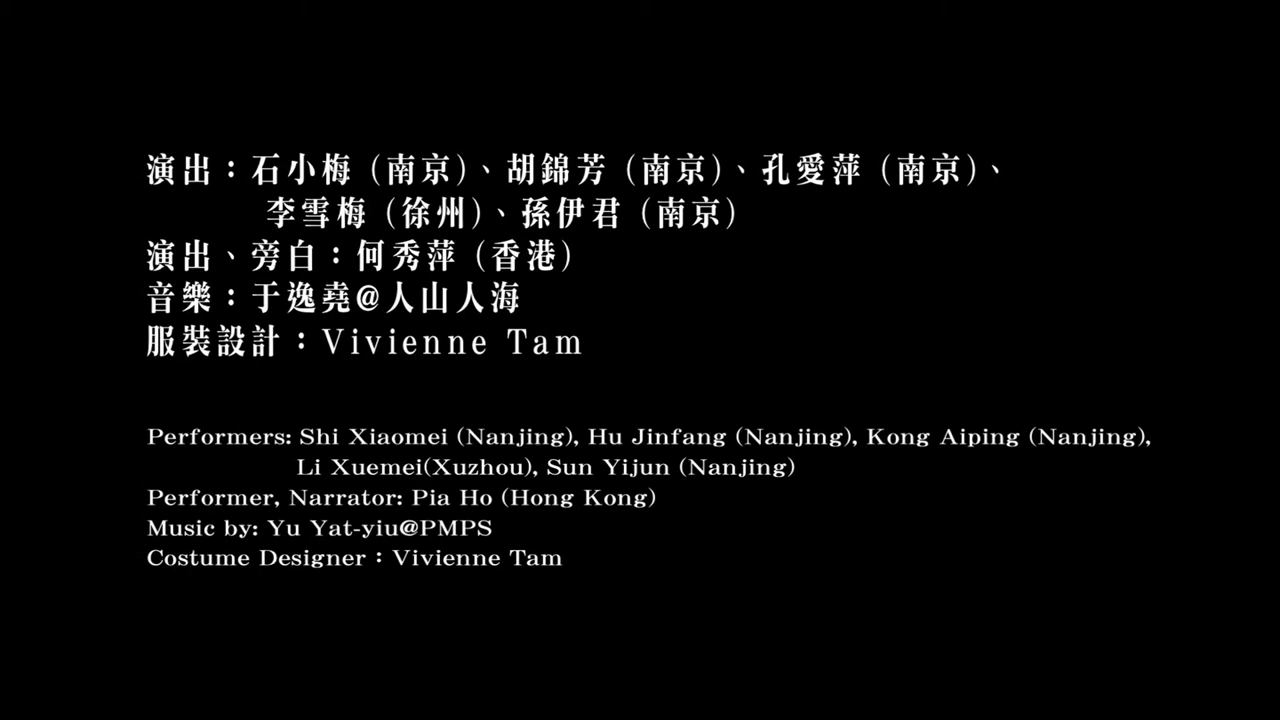 演出：石小梅（南京）、胡錦芳（南京）、孔愛萍（南京）、
李雪梅（徐州）、孫伊君（南京）
演出、旁白：何秀萍（香港）
音樂：于逸堯@人山人海
服裝設計：Vivienne Tam
Performers: Shi Xiaomei (Nanjing), Hu Jinfang (Nanjing), Kong Aiping (Nanjing),
Li Xuemei(Xuzhou), Sun Yijun (Nanjing)
Performer, Narrator: Pia Ho (Hong Kong)
Music by: Yu Yat-yiu@PMPS
Costume Designer：Vivienne Tam